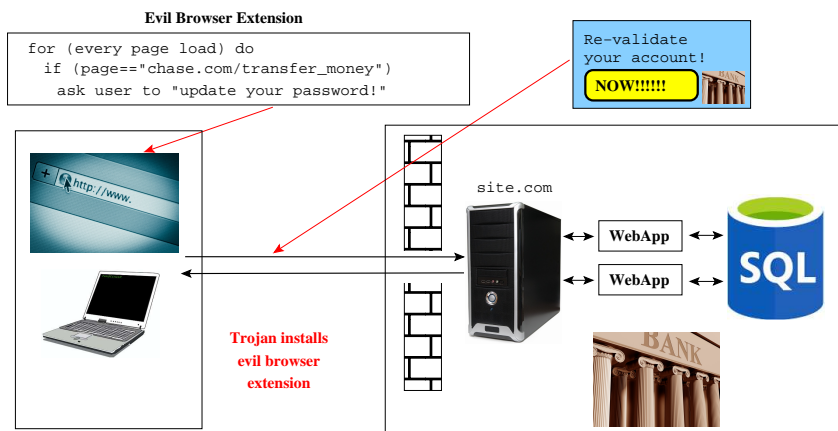 Evil Browser Extension
for (every page load) do
if (page=="chase.com/transfer_money")
ask user to "update your password!"
Re-validate
your account!
NOW!!!!!!
BANK
http://www.
site.com
WebApp
WebApp
SQL
Trojan installs
evil browser
extension
BANK